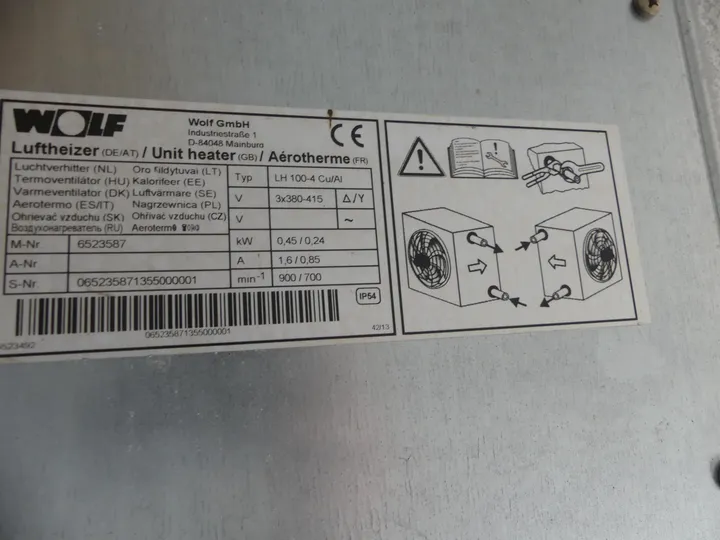 WOLF
Wolf GmbH
Industriestraße 1
D-84048 Mainburg
CE
Luftheizer (DE/AT) / Unit heater (GB) / Aérotherme (FR)
Luchtverhitter (NL) Oro fildytuvai (LT)
Termoventilátor (HU) Kalorifeer (EE)
Varmeventilator (DK) Luftvärmare (SE)
Aerotermo (ES/IT) Nagrzewnica (PL)
Ohrievač vzduchu (SK) Ohřívač vzduchu (CZ)
Воздухонагреватель (RU) Aeroterm
Typ LH 100-4 Cu/Al
V 3x380-415 Δ/Y
V ~
M-Nr 6523587 kW 0,45 / 0,24
A-Nr A 1,6 / 0,85
S-Nr. 065235871355000001 min⁻¹ 900 / 700
IP54
065235871355000001
42/13